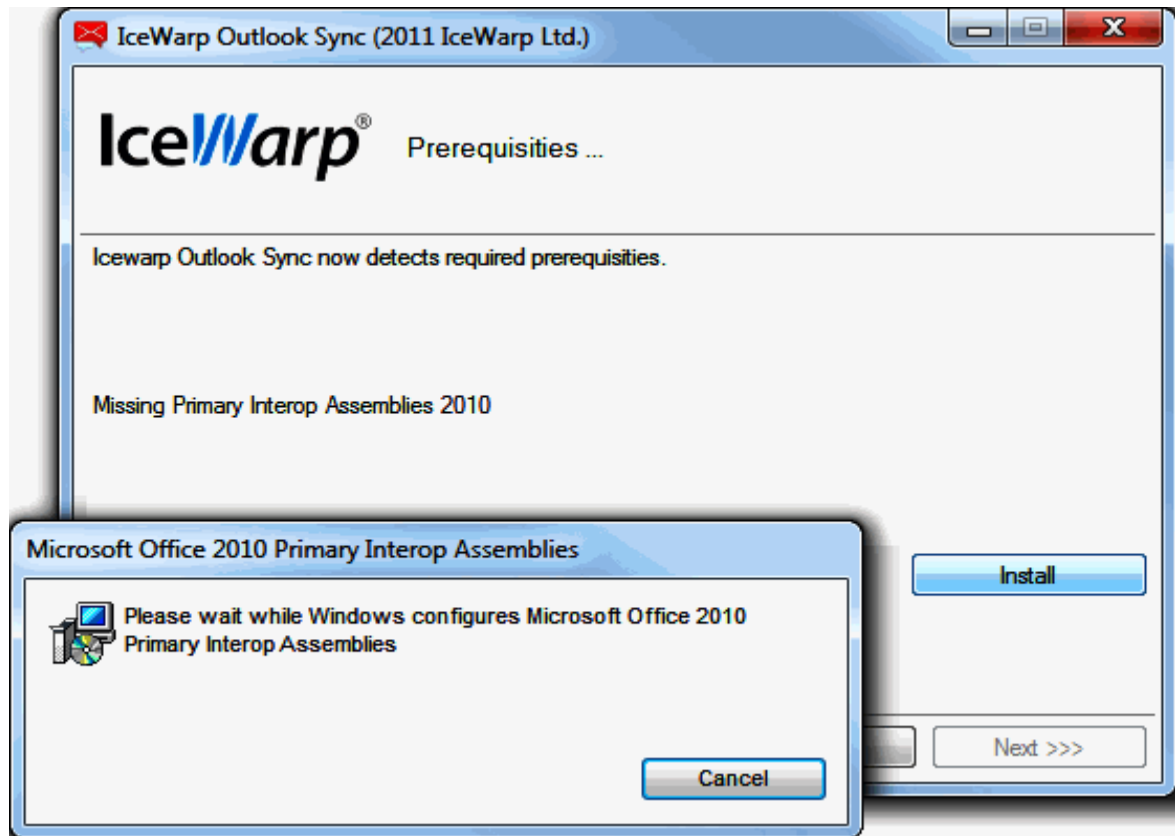 IceWarp Outlook Sync (2011 IceWarp Ltd.)
IceWarp® Prerequisities ...
Icewarp Outlook Sync now detects required prerequisities.
Missing Primary Interop Assemblies 2010
Microsoft Office 2010 Primary Interop Assemblies
Please wait while Windows configures Microsoft Office 2010
Primary Interop Assemblies
Cancel
Install
Next >>>